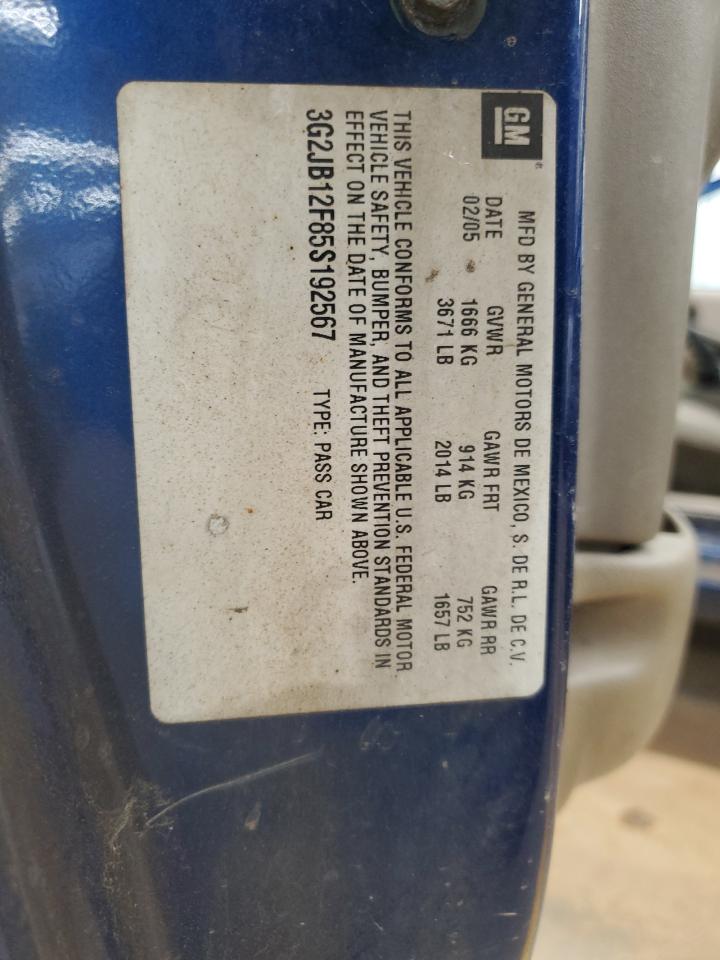 GM
MFD BY GENERAL MOTORS DE MEXICO, S. DE R.L. DE C.V.
DATE GVWR GAWR FRT GAWR RR
02/05 1666 KG 914 KG 752 KG
3671 LB 2014 LB 1657 LB
THIS VEHICLE CONFORMS TO ALL APPLICABLE U.S. FEDERAL MOTOR
VEHICLE SAFETY, BUMPER, AND THEFT PREVENTION STANDARDS IN
EFFECT ON THE DATE OF MANUFACTURE SHOWN ABOVE.
3G2JB12F85S192567 TYPE: PASS CAR